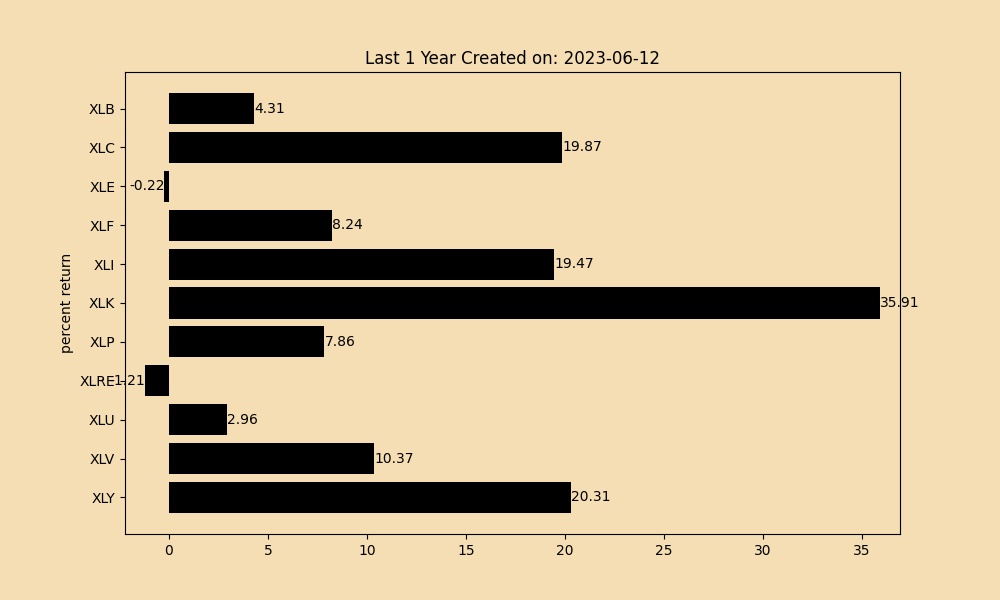 Last 1 Year Created on: 2023-06-12
percent return
XLB 4.31
XLC 19.87
XLE -0.22
XLF 8.24
XLI 19.47
XLK 35.91
XLP 7.86
XLRE -1.21
XLU 2.96
XLV 10.37
XLY 20.31
0 5 10 15 20 25 30 35